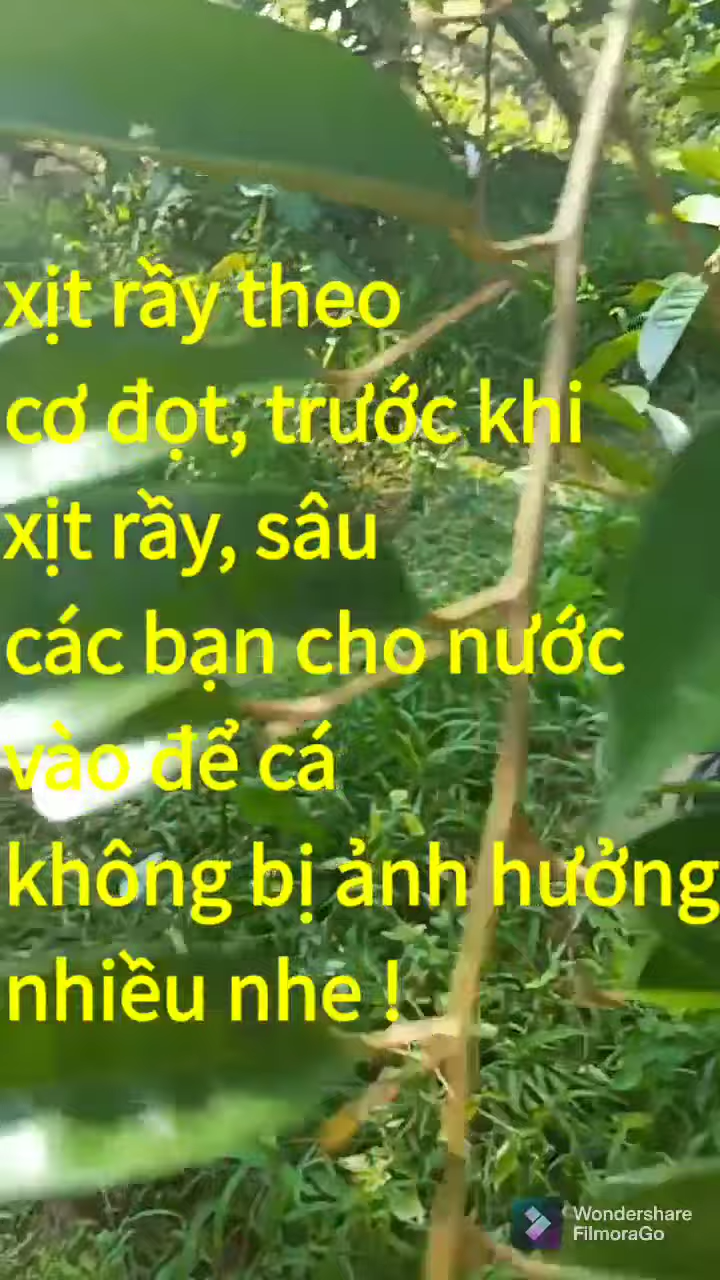 xịt rầy theo
cơ đọt, trước khi
xịt rầy, sâu
các bạn cho nước
vào để cá
không bị ảnh hưởng
nhiều nhe !
Wondershare
FilmoraGo